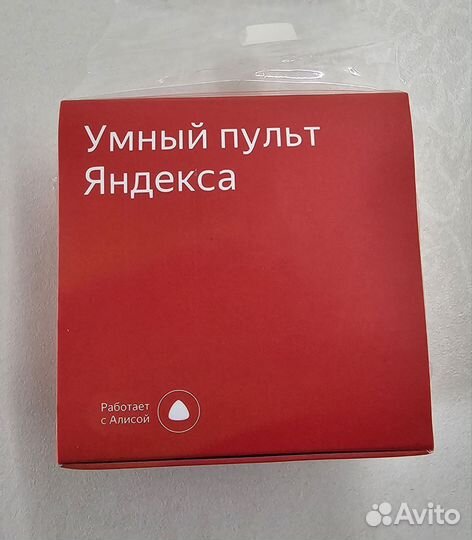 Умный пульт
Яндекса
Работает
с Алисой
Avito